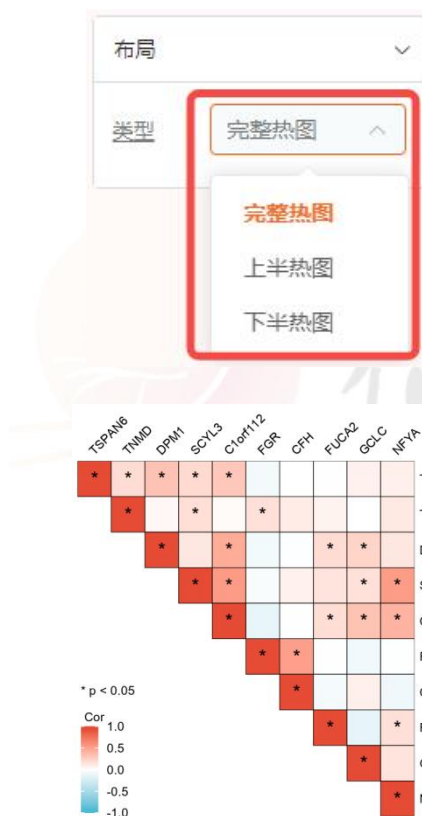 布局
类型
完整热图
完整热图
上半热图
下半热图
TSPAN6
TNMD
DPM1
SCYL3
C1orf112
FGR
CFH
FUCA2
GCLC
NFYA
* * * * *
* * *
* * * *
* * * *
* * * *
* *
*
* *
*
*
* p < 0.05
Cor
1.0
0.5
0.0
-0.5
-1.0